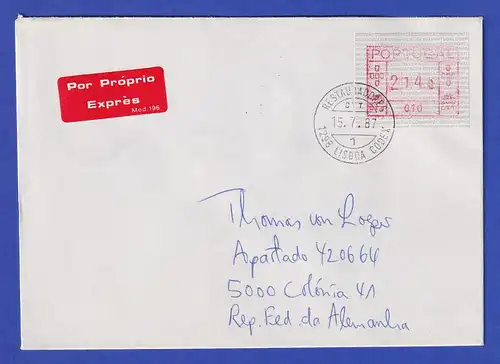 Por Próprio
Exprès
Mod. 196
PORTUGAL
214
010
RESTAURADORES
15.7.87
1
1298 LISBOA CODEX
Thomas von Loeper
Apartado 420664
5000 Colónia 41
Rep. Fed. da Alemanha